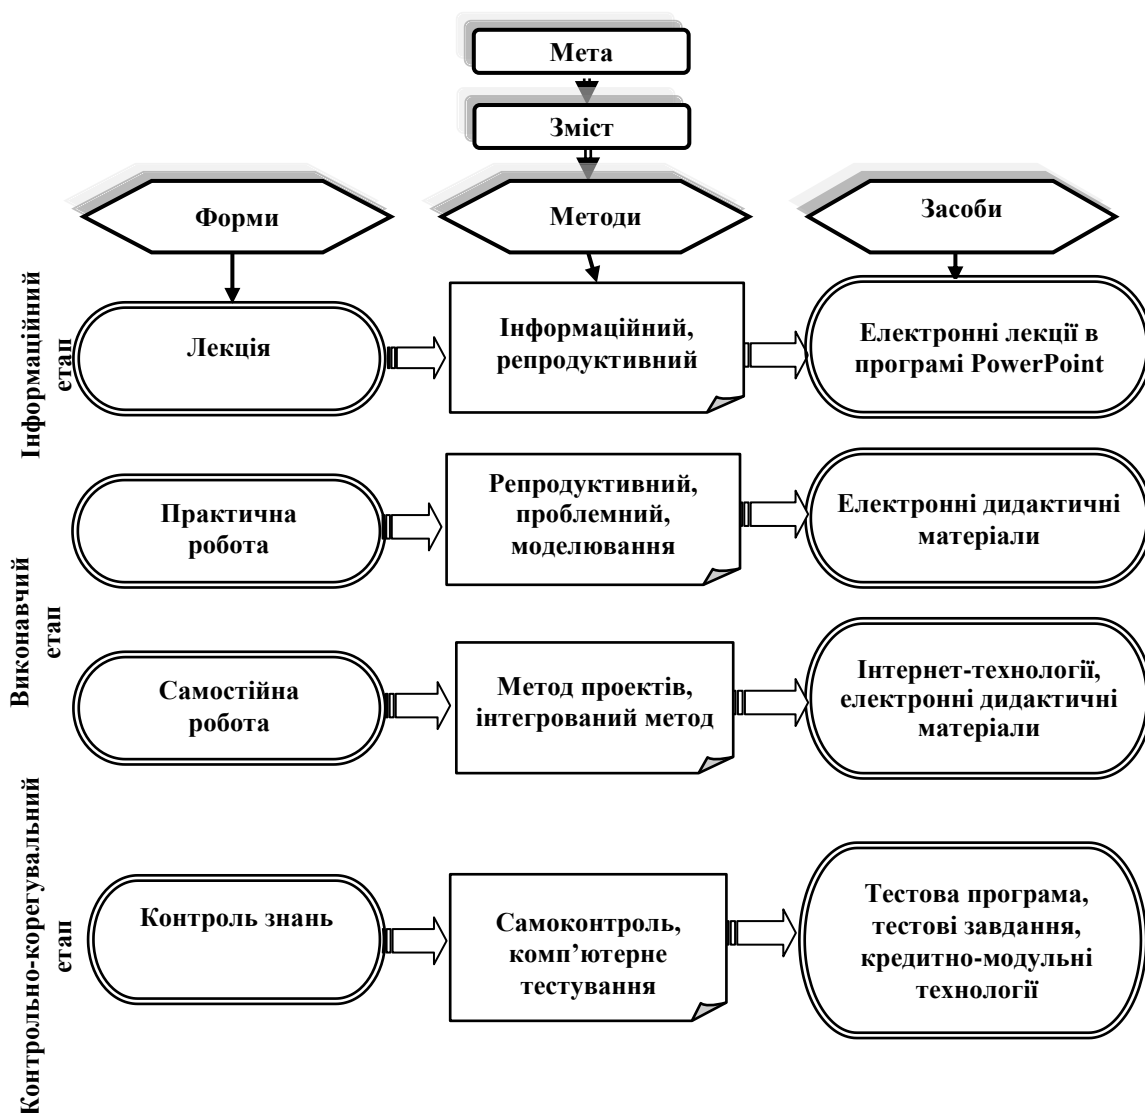 Мета
Зміст
Форми
Методи
Засоби
Інформаційний
етап
Лекція
Інформаційний,
репродуктивний
Електронні лекції в
програмі PowerPoint
Виконавчий
етап
Практична
робота
Репродуктивний,
проблемний,
моделювання
Електронні дидактичні
матеріали
Самостійна
робота
Метод проектів,
інтегрований метод
Інтернет-технології,
електронні дидактичні
матеріали
Контрольно-корегувальний
етап
Контроль знань
Самоконтроль,
комп’ютерне
тестування
Тестова програма,
тестові завдання,
кредитно-модульні
технології